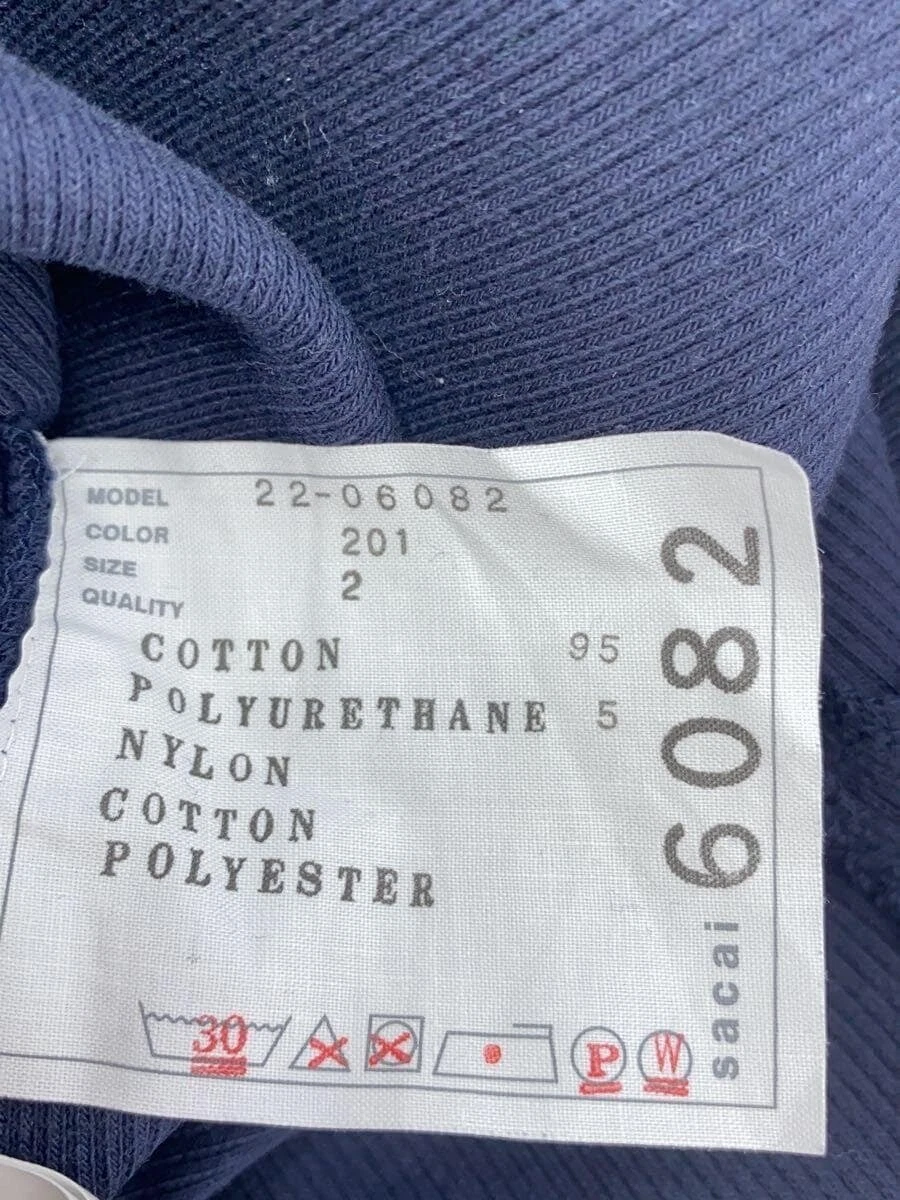 MODEL 22-06082
COLOR 201
SIZE 2
QUALITY
COTTON 95
POLYURETHANE 5
NYLON
COTTON
POLYESTER
30 P W
sacai 6082